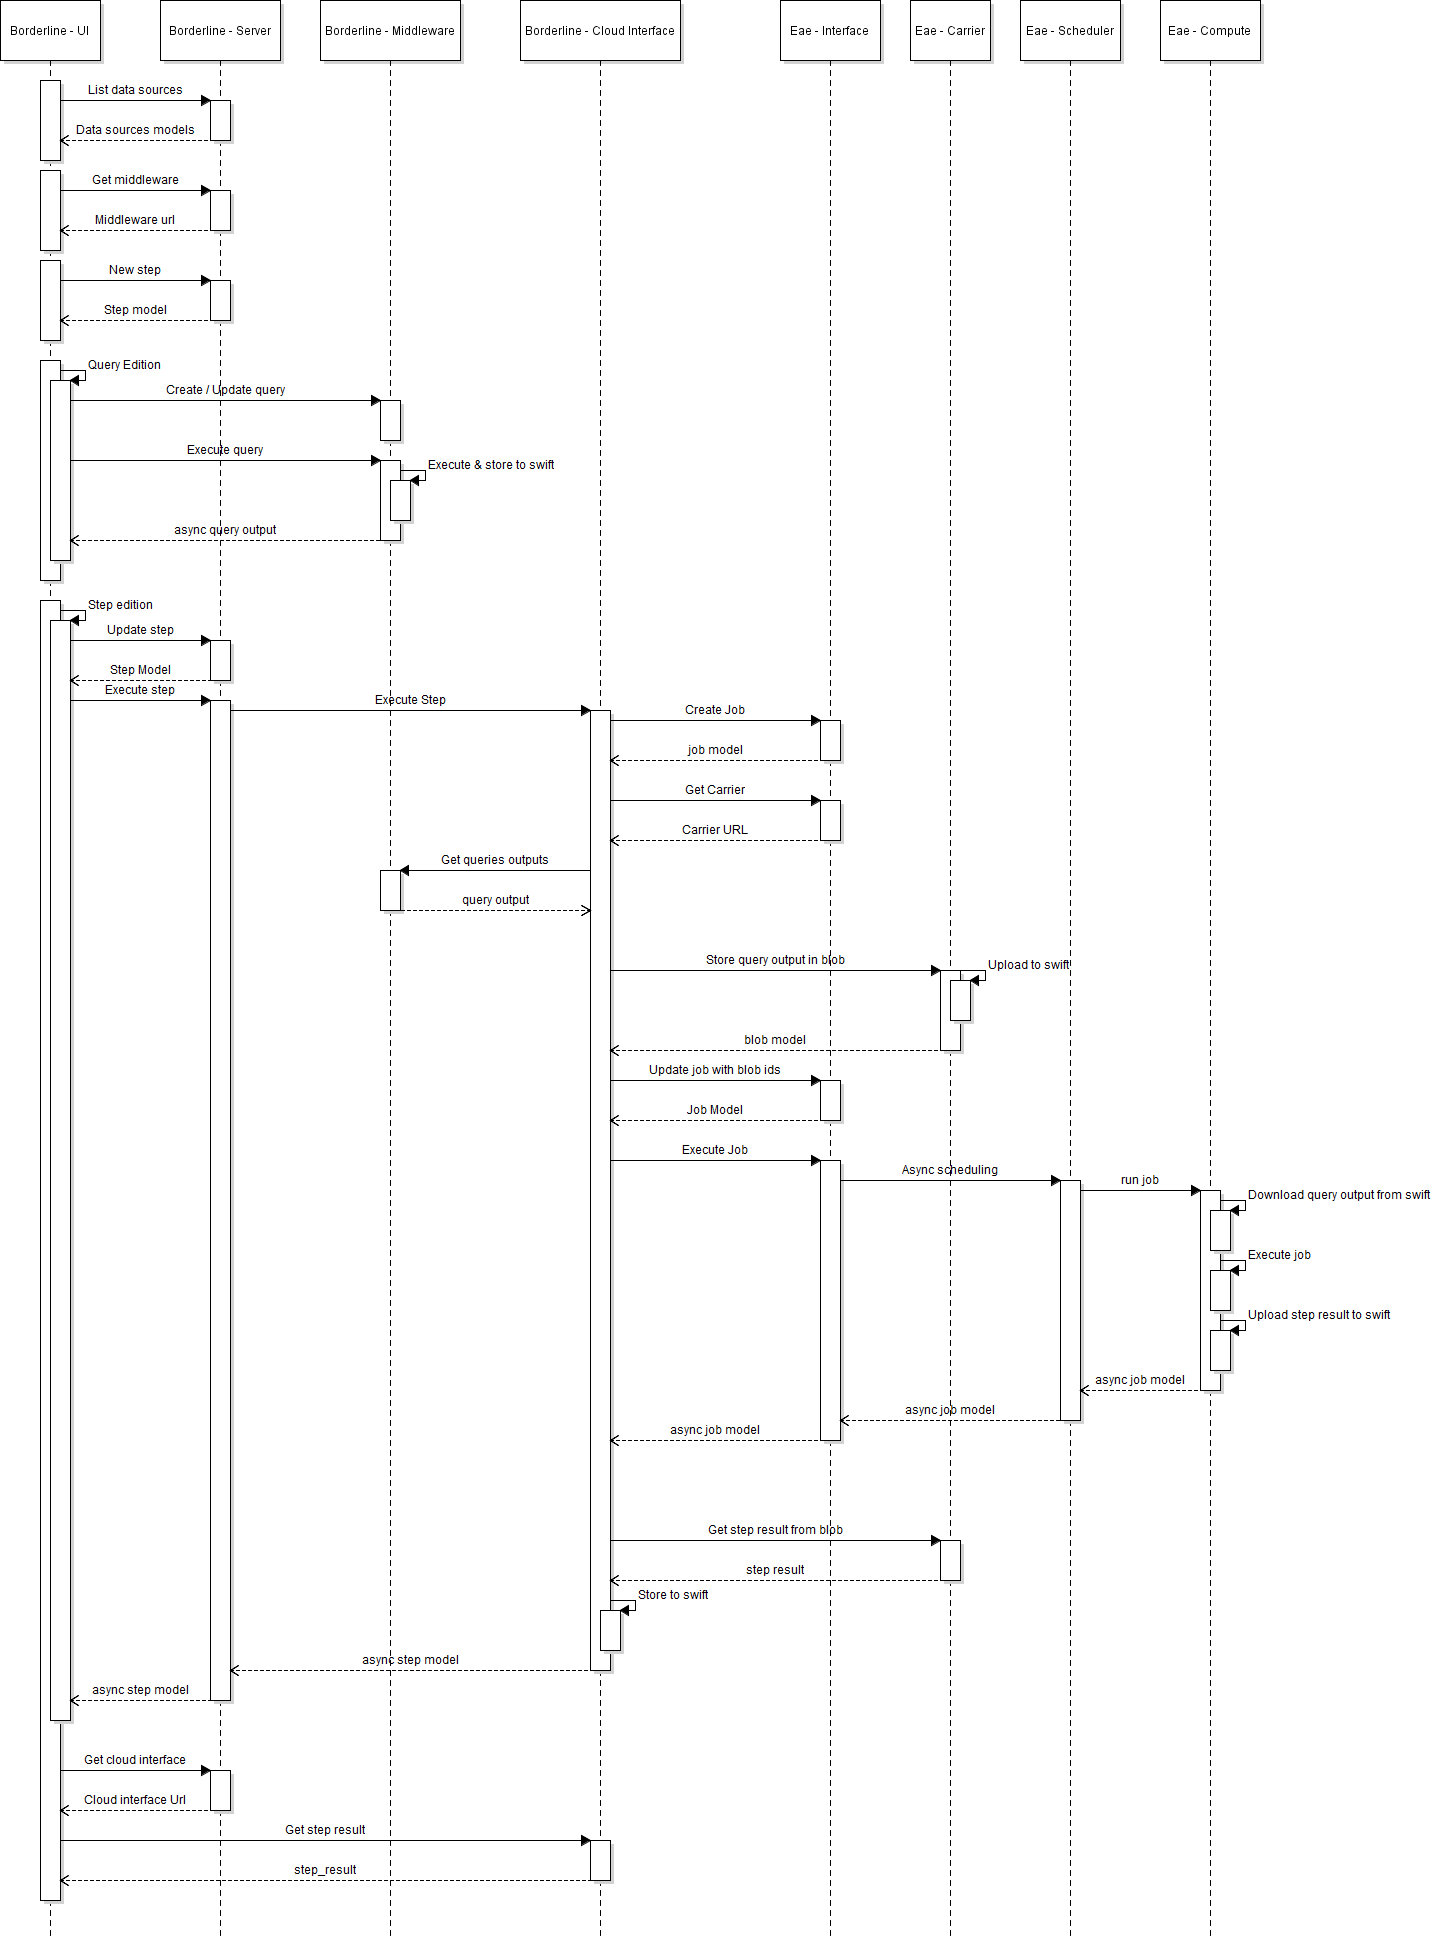 Borderline - UI
Borderline - Server
Borderline - Middleware
Borderline - Cloud Interface
Eae - Interface
Eae - Carrier
Eae - Scheduler
Eae - Compute
List data sources
Data sources models
Get middleware
Middleware url
New step
Step model
Query Edition
Create / Update query
Execute query
Execute & store to swift
async query output
Step edition
Update step
Step Model
Execute step
Execute Step
Create Job
job model
Get Carrier
Carrier URL
Get queries outputs
query output
Store query output in blob
Upload to swift
blob model
Update job with blob ids
Job Model
Execute Job
Async scheduling
run job
Download query output from swift
Execute job
Upload step result to swift
async job model
async job model
async job model
Get step result from blob
step result
Store to swift
async step model
async step model
Get cloud interface
Cloud interface Url
Get step result
step_result